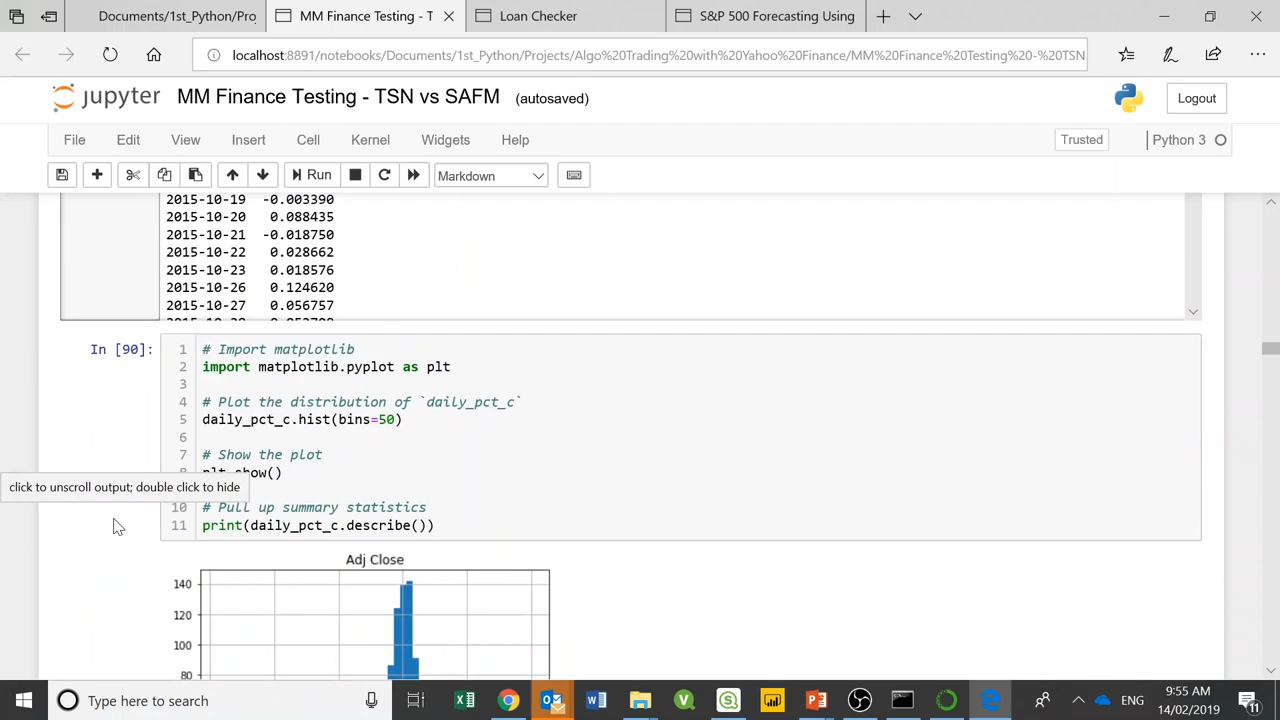 Documents/1st_Python/Pro
MM Finance Testing - T
Loan Checker
S&P 500 Forecasting Using
localhost:8891/notebooks/Documents/1st_Python/Projects/Algo%20Trading%20with%20Yahoo%20Finance/MM%20Finance%20Testing%20-%20TSN
jupyter MM Finance Testing - TSN vs SAFM (autosaved)
Logout
File Edit View Insert Cell Kernel Widgets Help
Trusted
Python 3
Run
Markdown
2015-10-19 -0.003390
2015-10-20 0.088435
2015-10-21 -0.018750
2015-10-22 0.028662
2015-10-23 0.018576
2015-10-26 0.124620
2015-10-27 0.056757
In [90]:
1 # Import matplotlib
2 import matplotlib.pyplot as plt
3
4 # Plot the distribution of `daily_pct_c`
5 daily_pct_c.hist(bins=50)
6
7 # Show the plot
plt.show()
click to unscroll output; double click to hide
10 # Pull up summary statistics
11 print(daily_pct_c.describe())
Adj Close
140
120
100
80
Type here to search
ENG
9:55 AM
14/02/2019
11